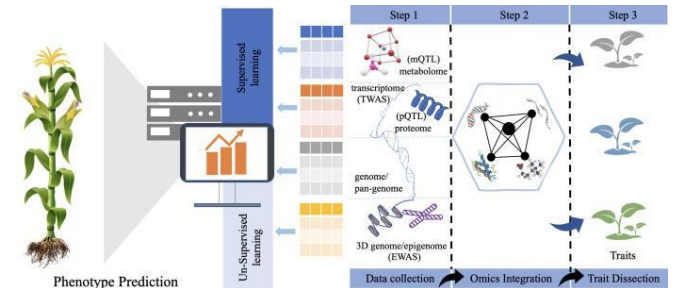 Step 1
Step 2
Step 3
Supervised
learning
(mQTL)
metabolome
transcriptome
(TWAS)
(pQTL)
proteome
genome/
pan-genome
Un-Supervised
learning
3D genome/epigenome
(EWAS)
Traits
Phenotype Prediction
Data collection
Omics Integration
Trait Dissection